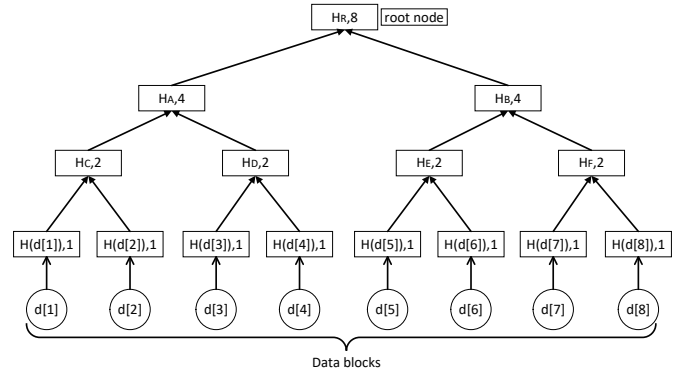 HR,8 root node
HA,4 HB,4
HC,2 HD,2 HE,2 HF,2
H(d[1]),1 H(d[2]),1 H(d[3]),1 H(d[4]),1 H(d[5]),1 H(d[6]),1 H(d[7]),1 H(d[8]),1
d[1] d[2] d[3] d[4] d[5] d[6] d[7] d[8]
Data blocks